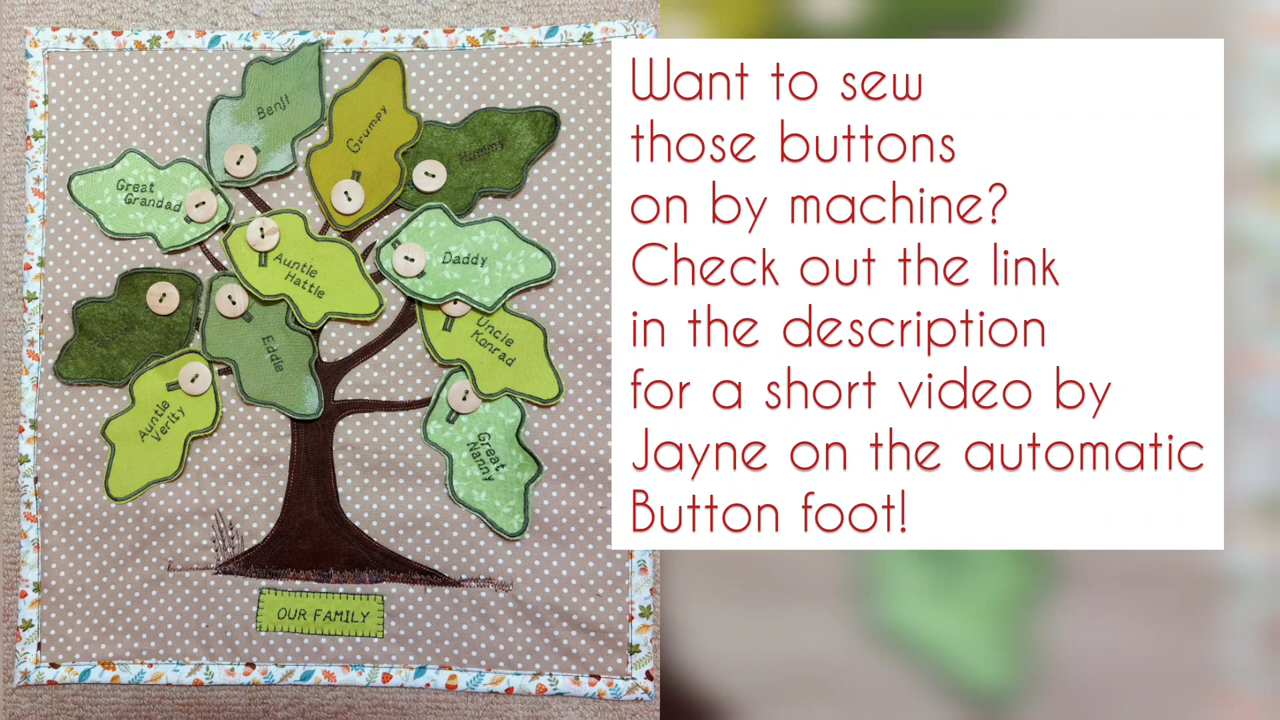 Benji
Grumpy
Mummy
Great
Grandad
Auntie
Hattie
Daddy
Uncle
Konrad
Eddie
Auntie
Verity
Great
Nanny
OUR FAMILY
Want to sew
those buttons
on by machine?
Check out the link
in the description
for a short video by
Jayne on the automatic
Button foot!